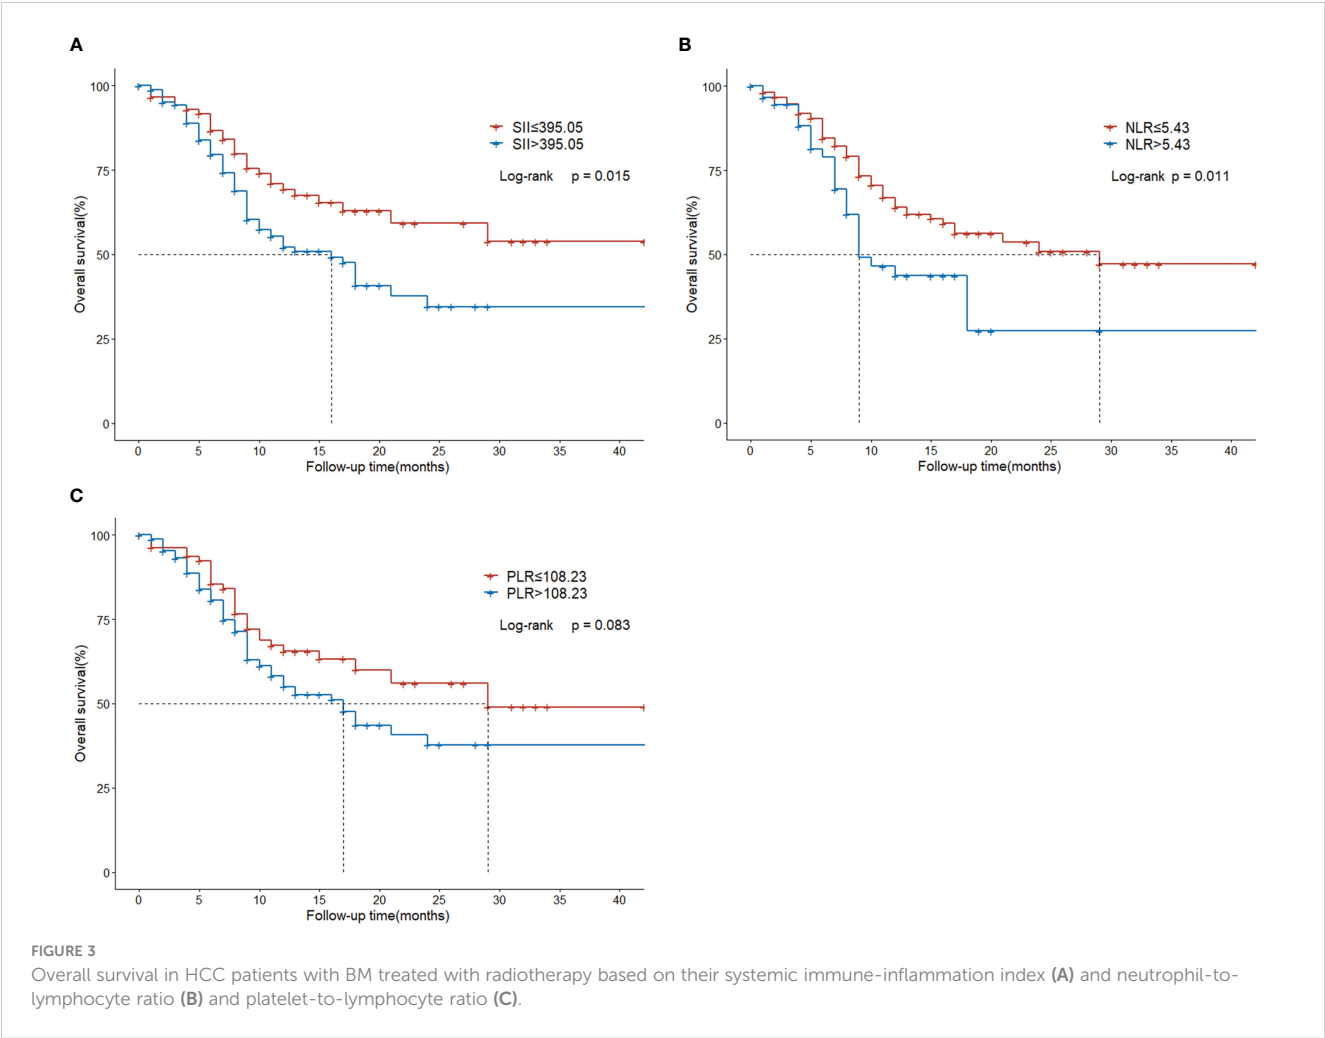 A
100
75
50
25
0
Overall survival(%)
SII≤395.05
SII>395.05
Log-rank p = 0.015
0 5 10 15 20 25 30 35 40
Follow-up time(months)
B
100
75
50
25
0
Overall survival(%)
NLR≤5.43
NLR>5.43
Log-rank p = 0.011
0 5 10 15 20 25 30 35 40
Follow-up time(months)
C
100
75
50
25
0
Overall survival(%)
PLR≤108.23
PLR>108.23
Log-rank p = 0.083
0 5 10 15 20 25 30 35 40
Follow-up time(months)
FIGURE 3
Overall survival in HCC patients with BM treated with radiotherapy based on their systemic immune-inflammation index (A) and neutrophil-to-
lymphocyte ratio (B) and platelet-to-lymphocyte ratio (C).